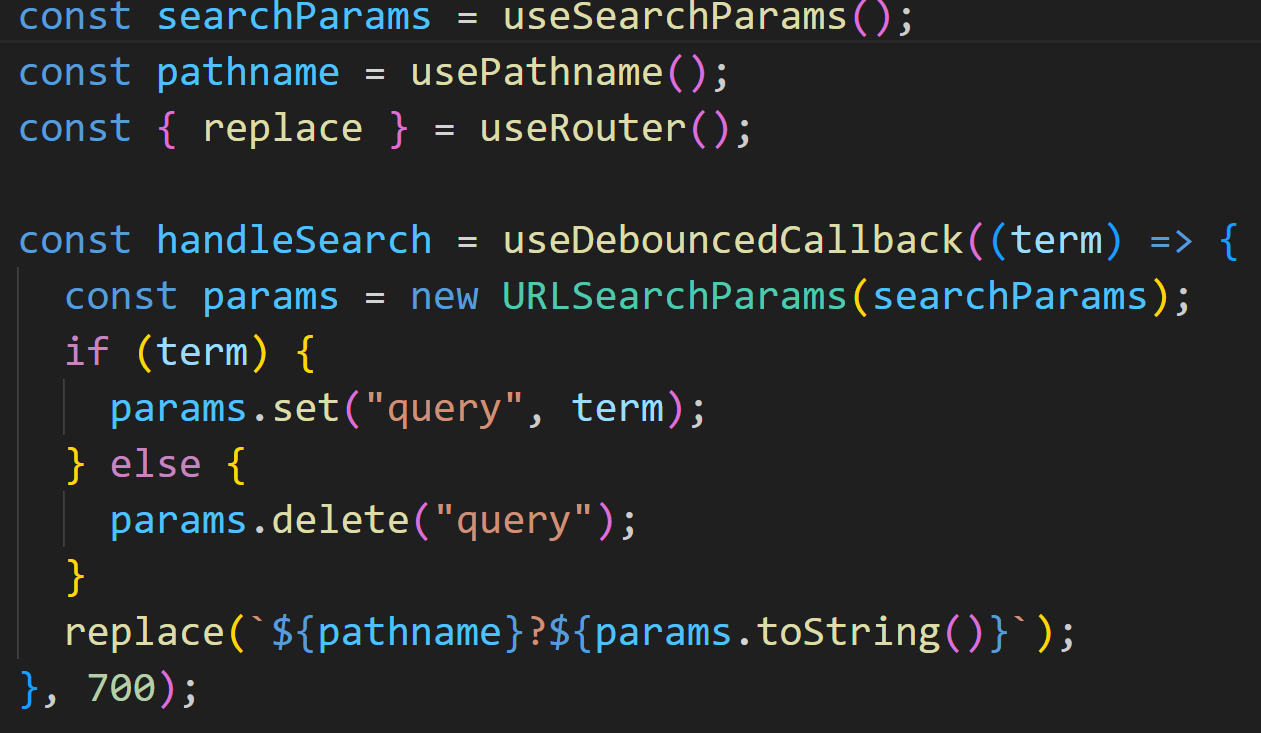 const searchParams = useSearchParams();
const pathname = usePathname();
const { replace } = useRouter();
const handleSearch = useDebouncedCallback((term) => {
  const params = new URLSearchParams(searchParams);
  if (term) {
    params.set("query", term);
  } else {
    params.delete("query");
  }
  replace(`${pathname}?${params.toString()}`);
}, 700);